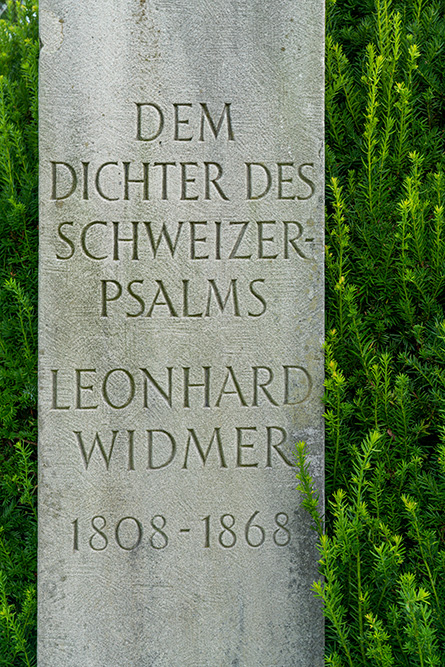 DEM
DICHTER DES
SCHWEIZER-
PSALMS
LEONHARD
WIDMER
1808-1868